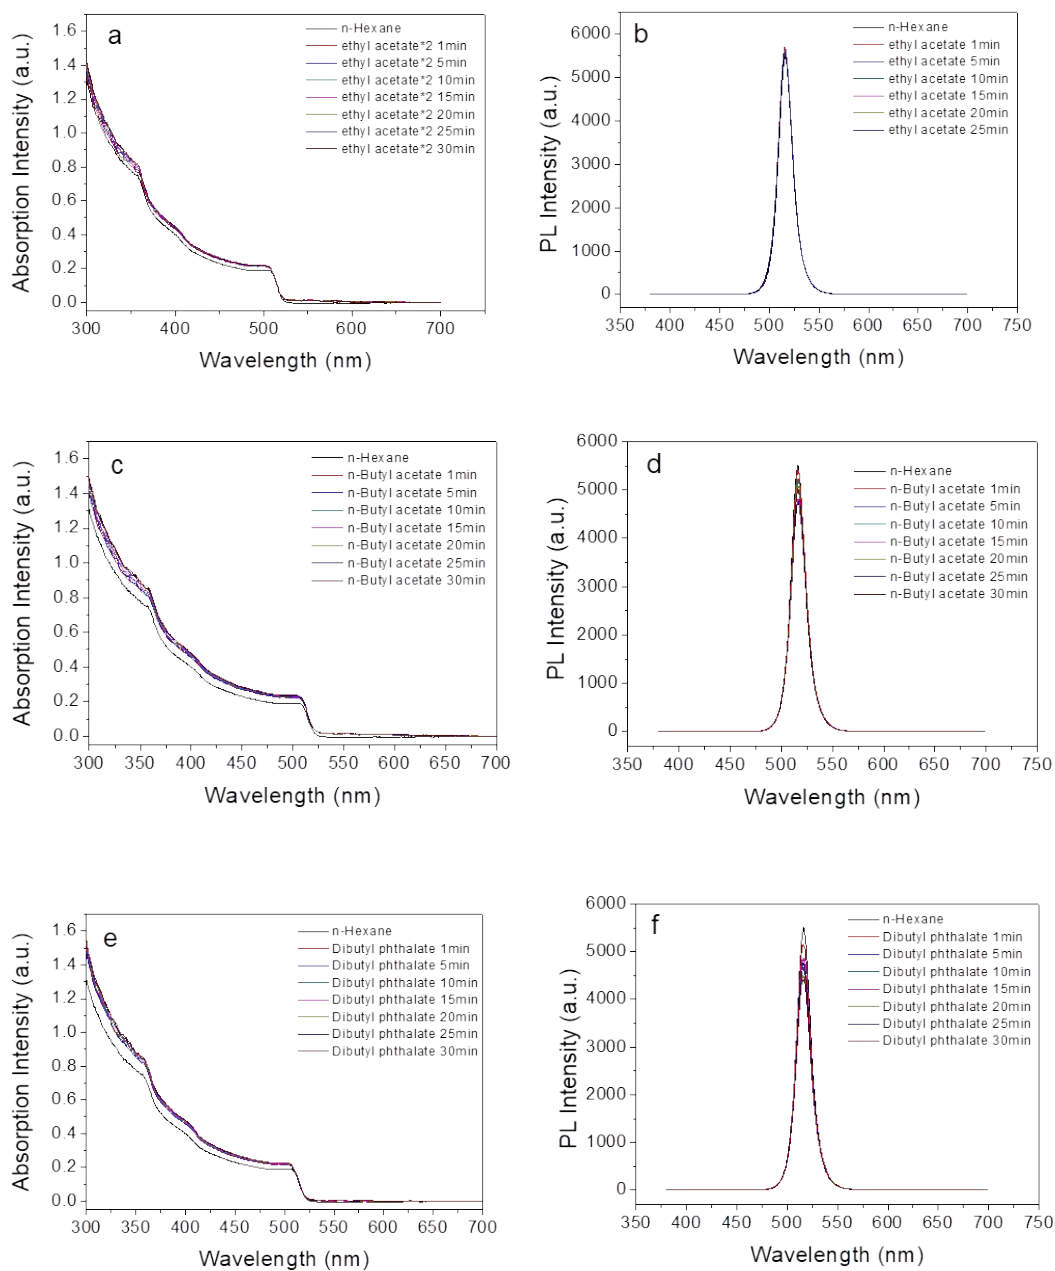 a
n-Hexane
ethyl acetate*2 1min
ethyl acetate*2 5min
ethyl acetate*2 10min
ethyl acetate*2 15min
ethyl acetate*2 20min
ethyl acetate*2 25min
ethyl acetate*2 30min
Absorption Intensity (a.u.)
1.6
1.4
1.2
1.0
0.8
0.6
0.4
0.2
0.0
300 400 500 600 700
Wavelength (nm)
b
n-Hexane
ethyl acetate 1min
ethyl acetate 5min
ethyl acetate 10min
ethyl acetate 15min
ethyl acetate 20min
ethyl acetate 25min
PL Intensity (a.u.)
6000
5000
4000
3000
2000
1000
0
350 400 450 500 550 600 650 700 750
Wavelength (nm)
c
n-Hexane
n-Butyl acetate 1min
n-Butyl acetate 5min
n-Butyl acetate 10min
n-Butyl acetate 15min
n-Butyl acetate 20min
n-Butyl acetate 25min
n-Butyl acetate 30min
Absorption Intensity (a.u.)
1.6
1.4
1.2
1.0
0.8
0.6
0.4
0.2
0.0
300 350 400 450 500 550 600 650 700
Wavelength (nm)
d
n-Hexane
n-Butyl acetate 1min
n-Butyl acetate 5min
n-Butyl acetate 10min
n-Butyl acetate 15min
n-Butyl acetate 20min
n-Butyl acetate 25min
n-Butyl acetate 30min
PL Intensity (a.u.)
6000
5000
4000
3000
2000
1000
0
350 400 450 500 550 600 650 700 750
Wavelength (nm)
e
n-Hexane
Dibutyl phthalate 1min
Dibutyl phthalate 5min
Dibutyl phthalate 10min
Dibutyl phthalate 15min
Dibutyl phthalate 20min
Dibutyl phthalate 25min
Dibutyl phthalate 30min
Absorption Intensity (a.u.)
1.6
1.4
1.2
1.0
0.8
0.6
0.4
0.2
0.0
300 350 400 450 500 550 600 650 700
Wavelength (nm)
f
n-Hexane
Dibutyl phthalate 1min
Dibutyl phthalate 5min
Dibutyl phthalate 10min
Dibutyl phthalate 15min
Dibutyl phthalate 20min
Dibutyl phthalate 25min
Dibutyl phthalate 30min
PL Intensity (a.u.)
6000
5000
4000
3000
2000
1000
0
350 400 450 500 550 600 650 700 750
Wavelength (nm)